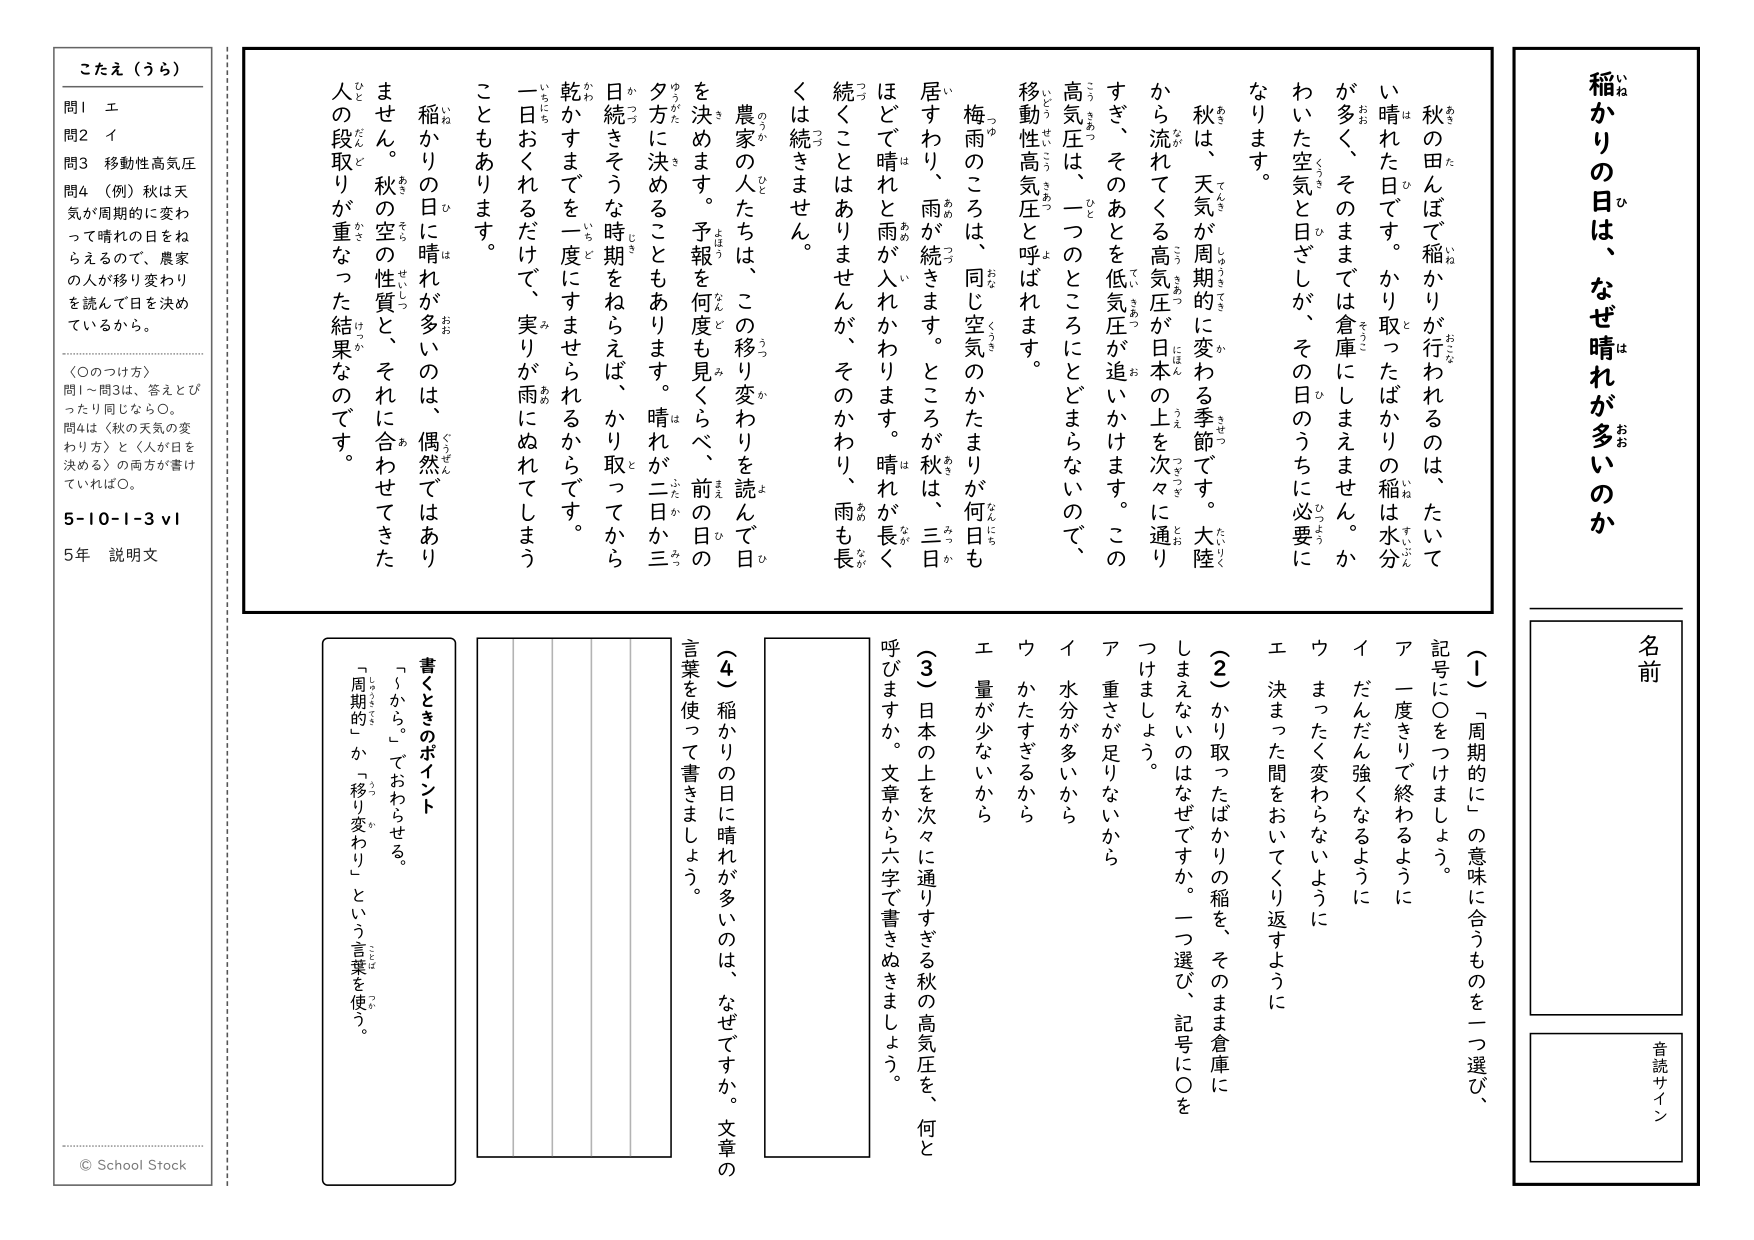 稲かりの日は、なぜ晴れが多いのか
名前
音読サイン
秋の田んぼで稲かりが行われるのは、たいて
い晴れた日です。かり取ったばかりの稲は水分
が多く、そのままでは倉庫にしまえません。か
わいた空気と日ざしが、その日のうちに必要に
なります。
秋は、天気が周期的に変わる季節です。大陸
から流れてくる高気圧が日本の上を次々に通り
すぎ、そのあとを低気圧が追いかけます。この
高気圧は、一つのところにとどまらないので、
移動性高気圧と呼ばれます。
梅雨のころは、同じ空気のかたまりが何日も
居すわり、雨が続きます。ところが秋は、三日
ほどで晴れと雨が入れかわります。晴れが長く
続くことはありませんが、そのかわり、雨も長
くは続きません。
農家の人たちは、この移り変わりを読んで日
を決めます。予報を何度も見くらべ、前の日の
夕方に決めることもあります。晴れが二日か三
日続きそうな時期をねらえば、かり取ってから
乾かすまでを一度にすませられるからです。
一日おくれるだけで、実りが雨にぬれてしまう
こともあります。
稲かりの日に晴れが多いのは、偶然ではあり
ません。秋の空の性質と、それに合わせてきた
人の段取りが重なった結果なのです。
（1）「周期的に」の意味に合うものを一つ選び、
記号に〇をつけましょう。
ア 一度きりで終わるように
イ だんだん強くなるように
ウ まったく変わらないように
エ 決まった間をおいてくり返すように
（2）かり取ったばかりの稲を、そのまま倉庫に
しまえないのはなぜですか。一つ選び、記号に〇を
つけましょう。
ア 重さが足りないから
イ 水分が多いから
ウ かたすぎるから
エ 量が少ないから
（3）日本の上を次々に通りすぎる秋の高気圧を、何と
呼びますか。文章から六字で書きぬきましょう。
（4）稲かりの日に晴れが多いのは、なぜですか。文章の
言葉を使って書きましょう。
書くときのポイント
「～から。」でおわらせる。
「周期的」か「移り変わり」という言葉を使う。
こたえ（うら）
問1 エ
問2 イ
問3 移動性高気圧
問4 （例）秋は天
気が周期的に変わ
って晴れの日をね
らえるので、農家
の人が移り変わり
を読んで日を決め
ているから。
〈〇のつけ方〉
問1～問3は、答えとぴ
ったり同じなら〇。
問4は〈秋の天気の変
わり方〉と〈人が日を
決める〉の両方が書け
ていれば〇。
5-10-1-3 v1
5年 説明文
© School Stock